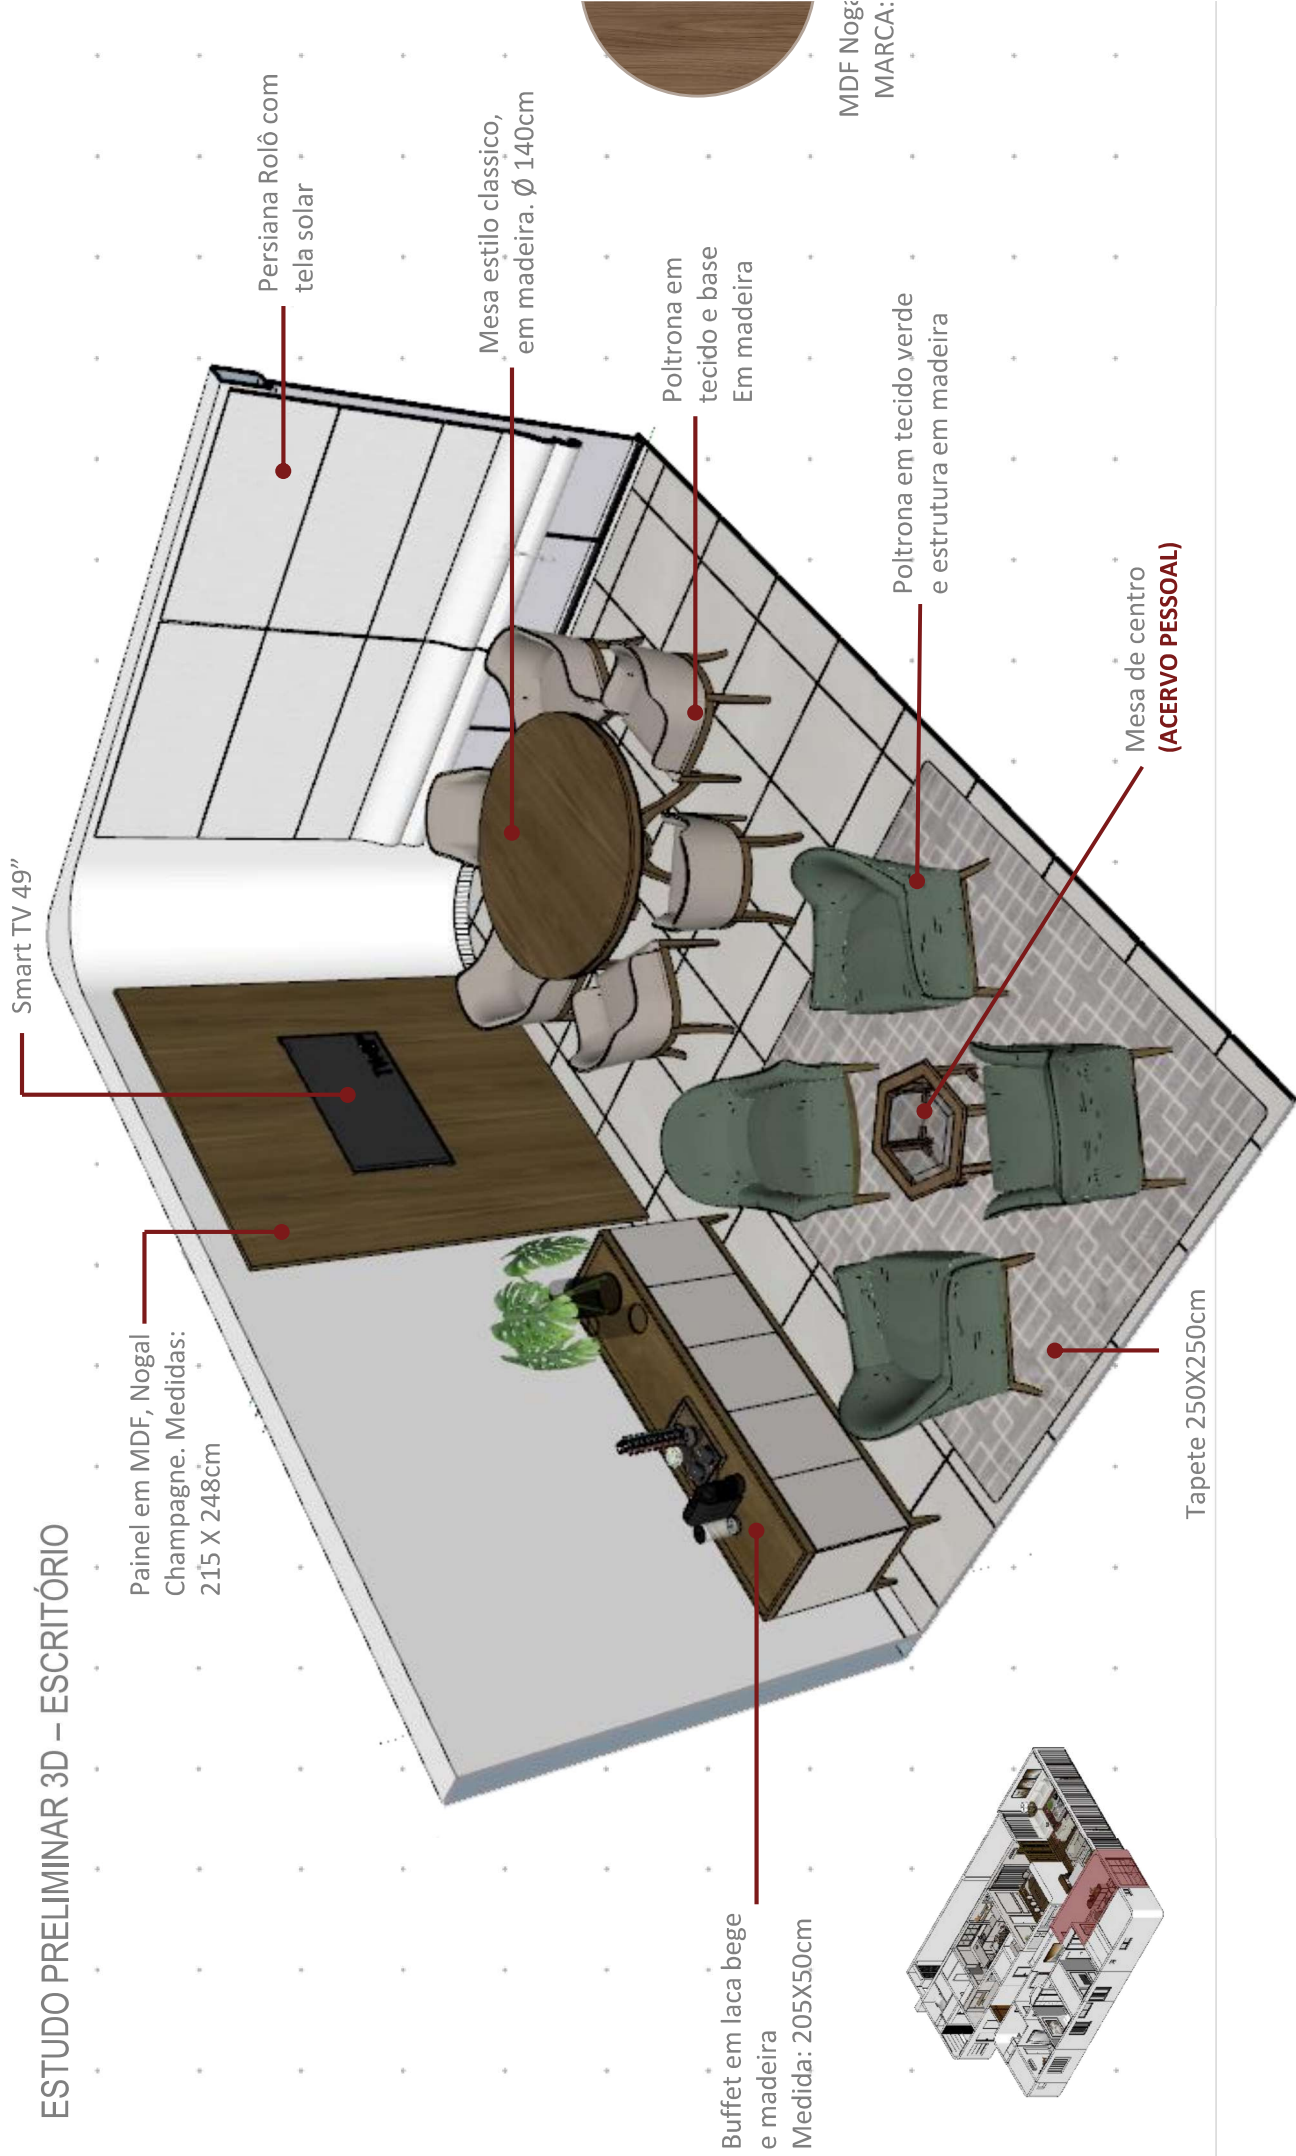 ESTUDO PRELIMINAR 3D – ESCRITÓRIO
Smart TV 49”
Painel em MDF, Nogal
Champagne. Medidas:
215 X 248cm
Persiana Rolô com
tela solar
Mesa estilo classico,
em madeira. Ø 140cm
Poltrona em
tecido e base
Em madeira
Poltrona em tecido verde
e estrutura em madeira
Mesa de centro
(ACERVO PESSOAL)
Tapete 250X250cm
Buffet em laca bege
e madeira
Medida: 205X50cm
MDF Noga
MARCA: